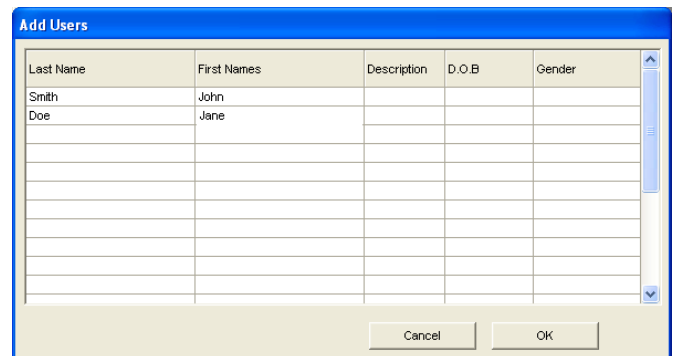 Add Users
Last Name First Names Description D.O.B Gender
Smith John
Doe Jane
Cancel OK